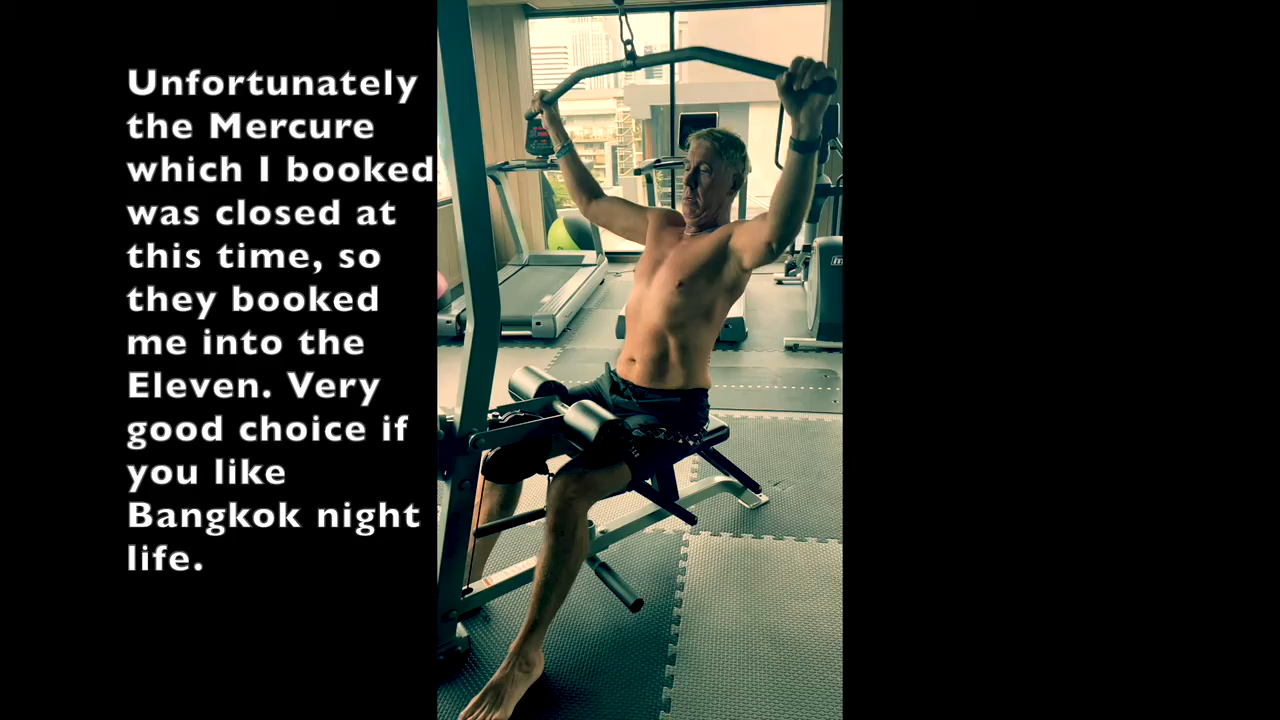 Unfortunately
the Mercure
which I booked
was closed at
this time, so
they booked
me into the
Eleven. Very
good choice if
you like
Bangkok night
life.